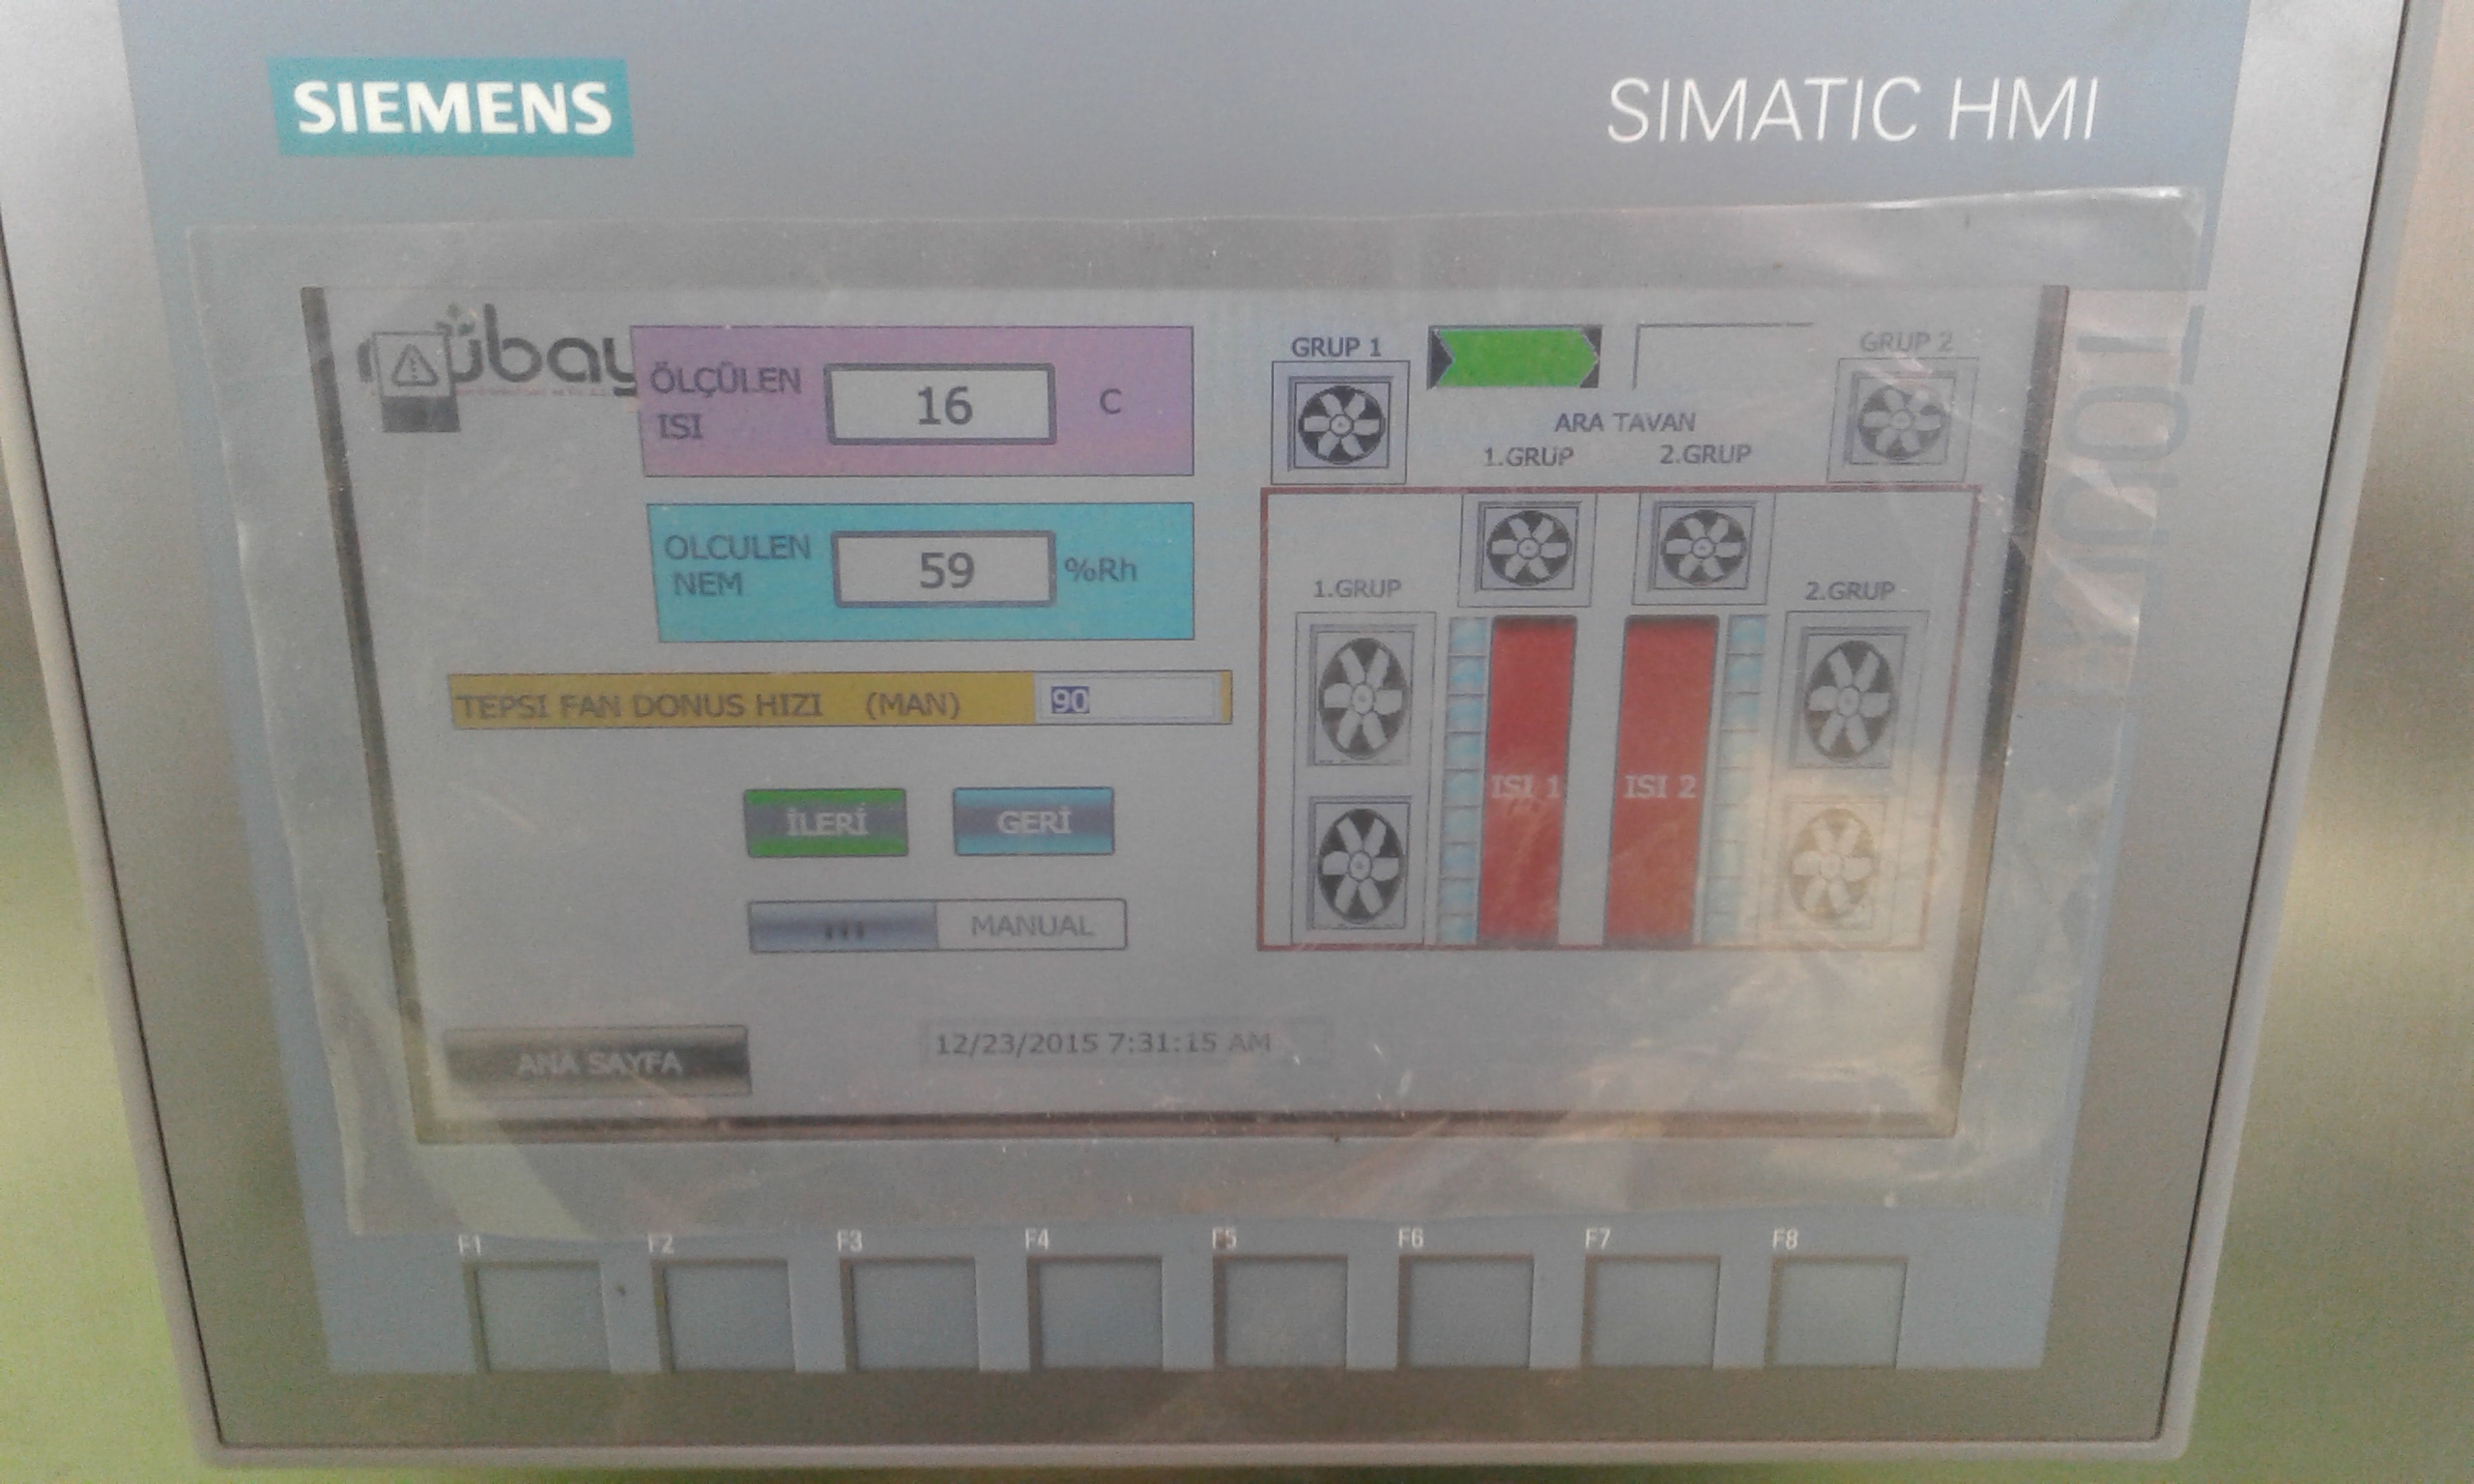 SIEMENS
SIMATIC HMI
TOUCH
ÖLÇÜLEN
ISI
16
C
OLCULEN
NEM
59
%Rh
TEPSI FAN DONUS HIZI (MAN)
90
İLERİ
GERİ
MANUAL
ANA SAYFA
12/23/2015 7:31:15 AM
GRUP 1
GRUP 2
ARA TAVAN
1.GRUP
2.GRUP
1.GRUP
2.GRUP
ISI 1
ISI 2
F1
F2
F3
F4
F5
F6
F7
F8